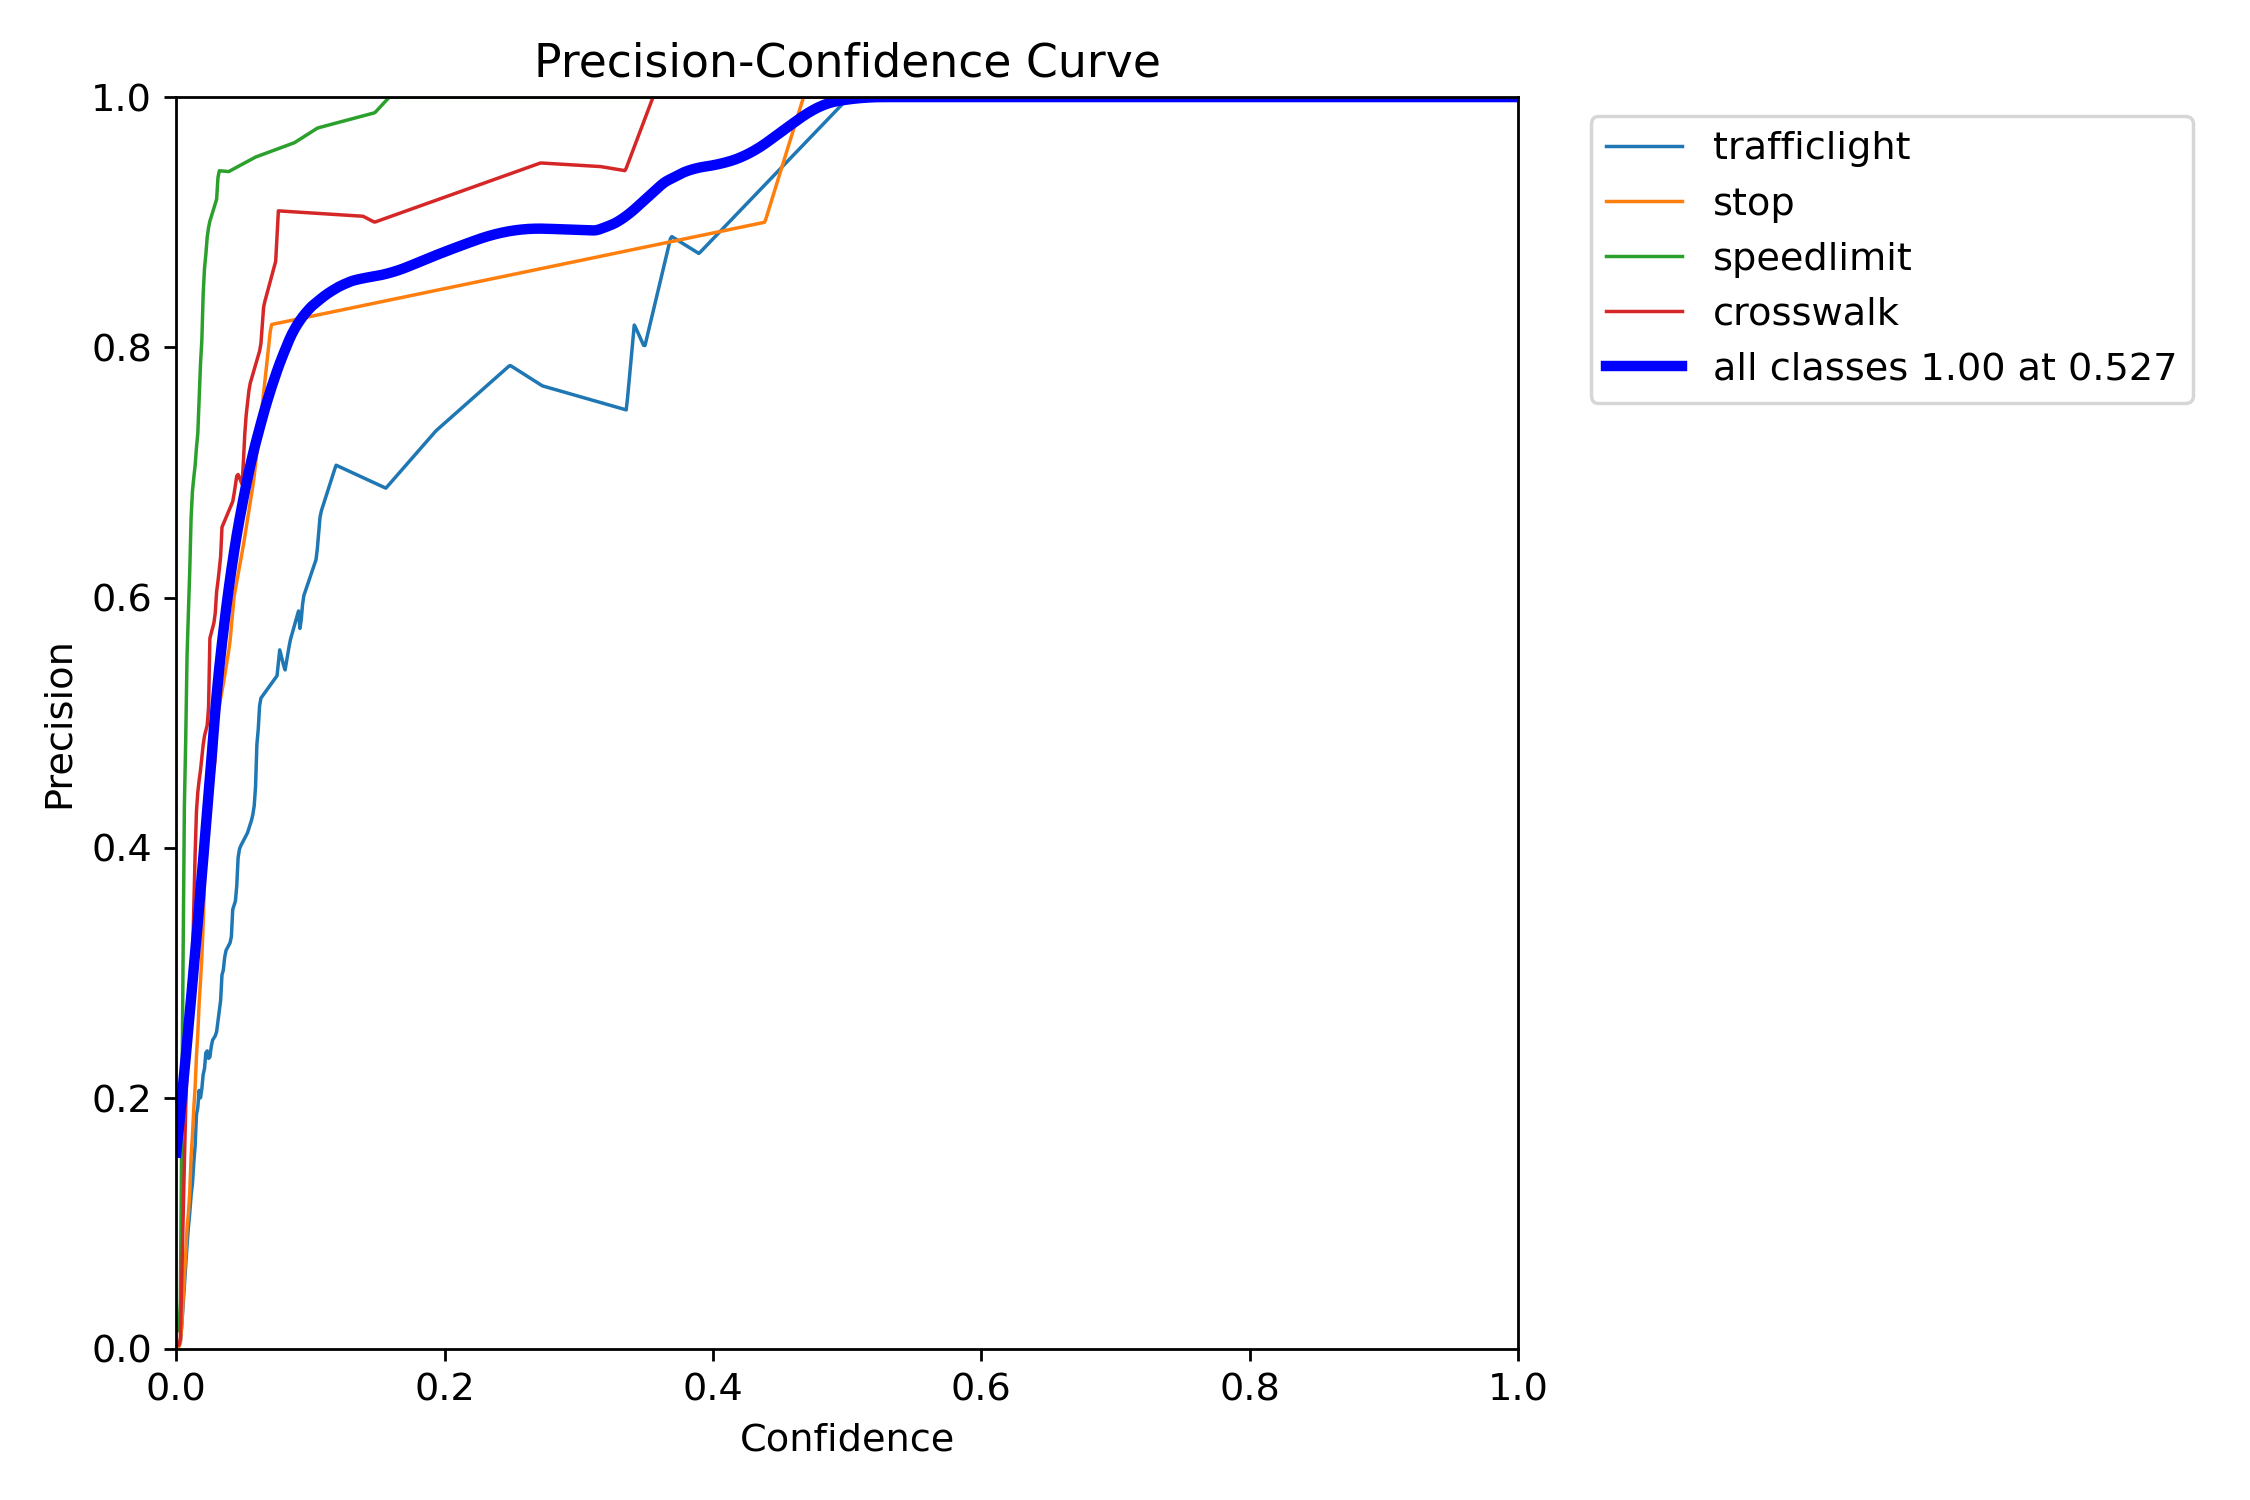 Precision-Confidence Curve
1.0
0.8
0.6
0.4
0.2
0.0
Precision
0.0 0.2 0.4 0.6 0.8 1.0
Confidence
trafficlight
stop
speedlimit
crosswalk
all classes 1.00 at 0.527